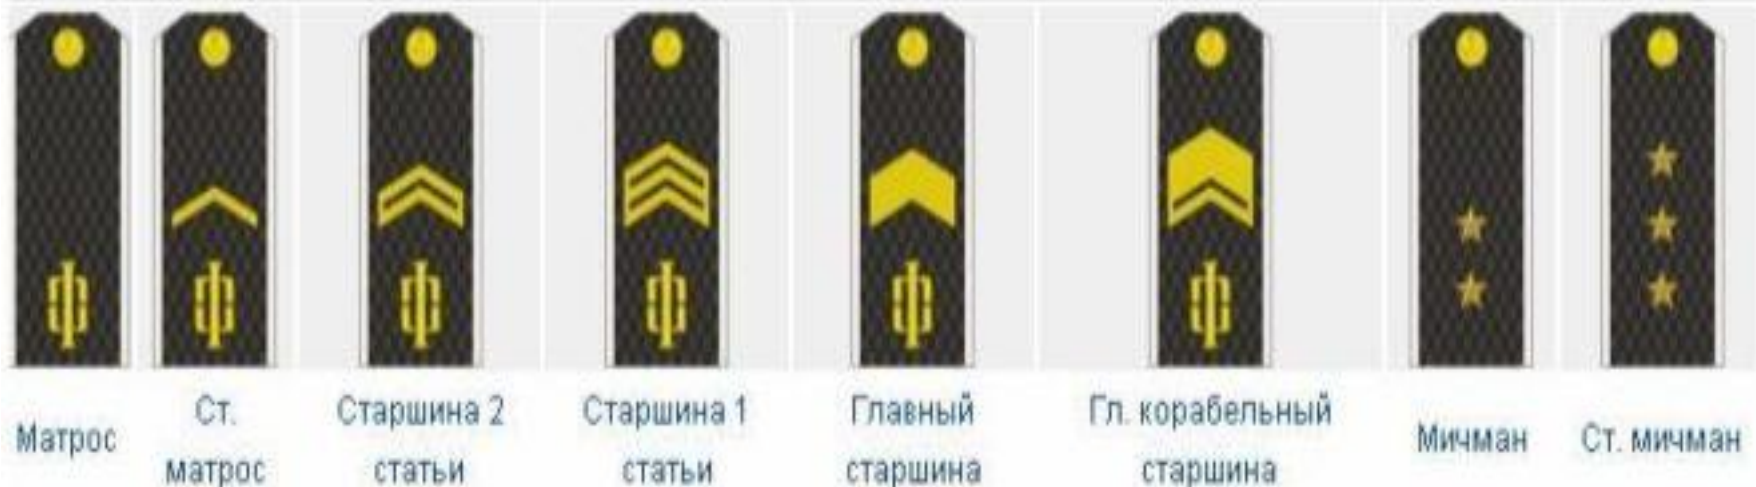 Матрос
Ст.
матрос
Старшина 2
статьи
Старшина 1
статьи
Главный
старшина
Гл. корабельный
старшина
Мичман
Ст. мичман